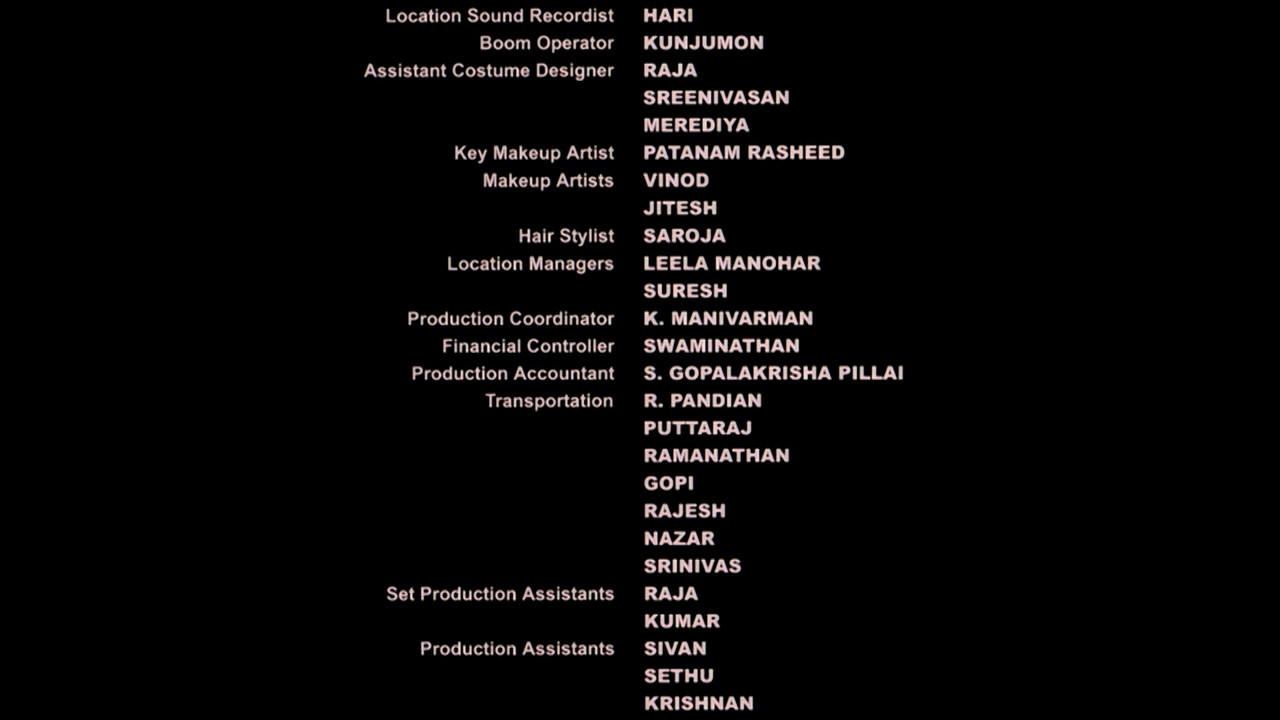 Location Sound Recordist HARI
Boom Operator KUNJUMON
Assistant Costume Designer RAJA
SREENIVASAN
MEREDIYA
Key Makeup Artist PATANAM RASHEED
Makeup Artists VINOD
JITESH
Hair Stylist SAROJA
Location Managers LEELA MANOHAR
SURESH
Production Coordinator K. MANIVARMAN
Financial Controller SWAMINATHAN
Production Accountant S. GOPALAKRISHA PILLAI
Transportation R. PANDIAN
PUTTARAJ
RAMANATHAN
GOPI
RAJESH
NAZAR
SRINIVAS
Set Production Assistants RAJA
KUMAR
Production Assistants SIVAN
SETHU
KRISHNAN